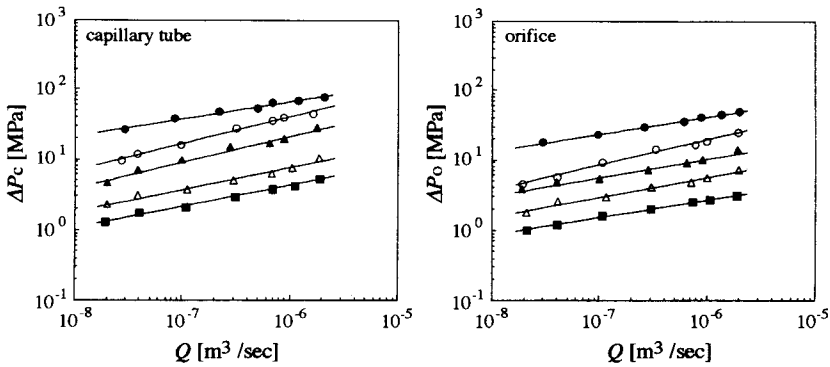 capillary tube
10³
10²
10¹
10⁰
10⁻¹
ΔPc [MPa]
10⁻⁸ 10⁻⁷ 10⁻⁶ 10⁻⁵
Q [m³ /sec]
orifice
10³
10²
10¹
10⁰
10⁻¹
ΔPo [MPa]
10⁻⁸ 10⁻⁷ 10⁻⁶ 10⁻⁵
Q [m³ /sec]